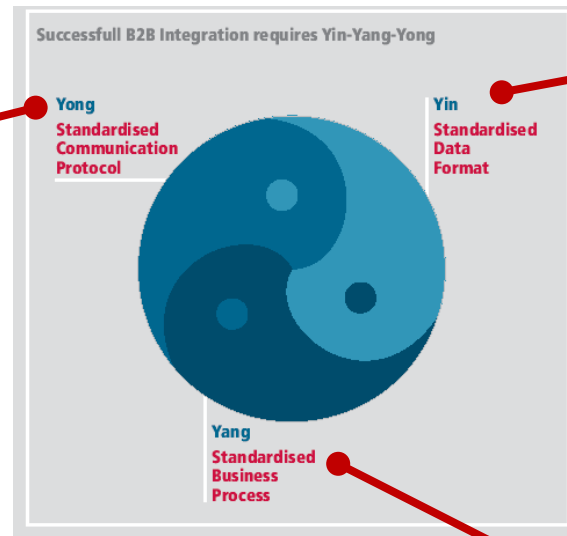 Successfull B2B Integration requires Yin-Yang-Yong
Yong
Standardised
Communication
Protocol
Yin
Standardised
Data
Format
Yang
Standardised
Business
Process